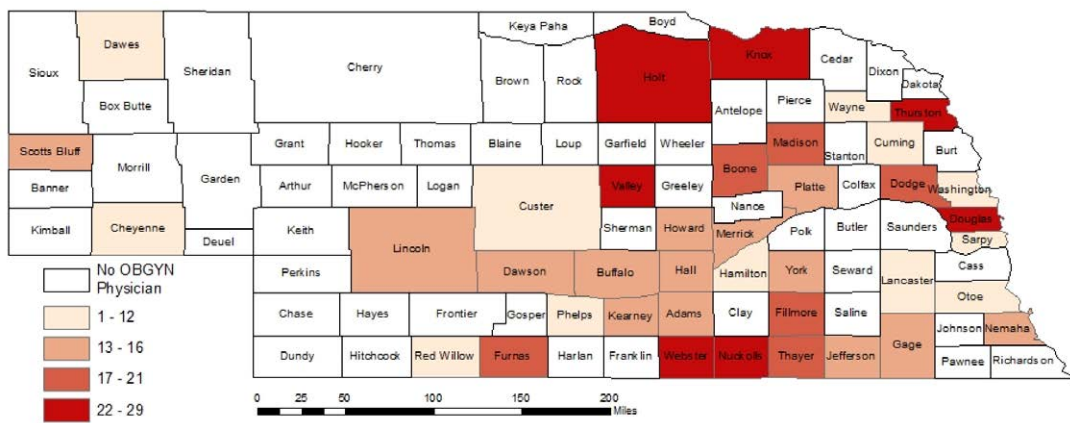 Keya Paha
Boyd
Dawes
Sioux
Sheridan
Cherry
Brown
Rock
Holt
Knox
Cedar
Dixon
Dakota
Box Butte
Antelope
Pierce
Wayne
Thurston
Scotts Bluff
Morrill
Garden
Grant
Hooker
Thomas
Blaine
Loup
Garfield
Wheeler
Madison
Stanton
Cuming
Burt
Banner
Arthur
McPherson
Logan
Custer
Valley
Greeley
Boone
Platte
Colfax
Dodge
Washington
Kimball
Cheyenne
Deuel
Keith
Lincoln
Sherman
Howard
Nance
Merrick
Polk
Butler
Saunders
Douglas
Sarpy
Perkins
Dawson
Buffalo
Hall
Hamilton
York
Seward
Lancaster
Cass
Otoe
Chase
Hayes
Frontier
Gosper
Phelps
Kearney
Adams
Clay
Fillmore
Saline
Johnson
Nemaha
Dundy
Hitchcock
Red Willow
Furnas
Harlan
Franklin
Webster
Nuckolls
Thayer
Jefferson
Gage
Pawnee
Richardson
No OBGYN
Physician
1 - 12
13 - 16
17 - 21
22 - 29
0 50 100 150 200
Miles